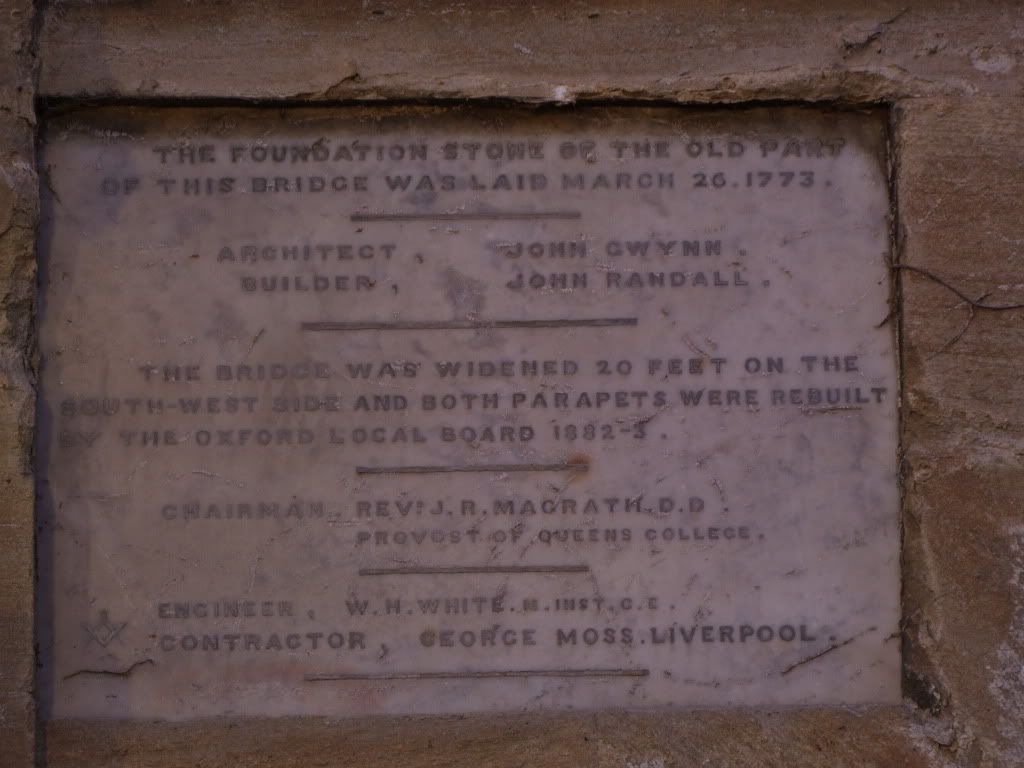 THE FOUNDATION STONE OF THE OLD PART
OF THIS BRIDGE WAS LAID MARCH 26.1773.
ARCHITECT, JOHN GWYNN.
BUILDER, JOHN RANDALL.
THE BRIDGE WAS WIDENED 20 FEET ON THE
SOUTH-WEST SIDE AND BOTH PARAPETS WERE REBUILT
BY THE OXFORD LOCAL BOARD 1882-3.
CHAIRMAN, REVD. J. R. MAGRATH. D.D.
PROVOST OF QUEENS COLLEGE.
ENGINEER, W. H. WHITE. M. INST. C.E.
CONTRACTOR, GEORGE MOSS. LIVERPOOL.